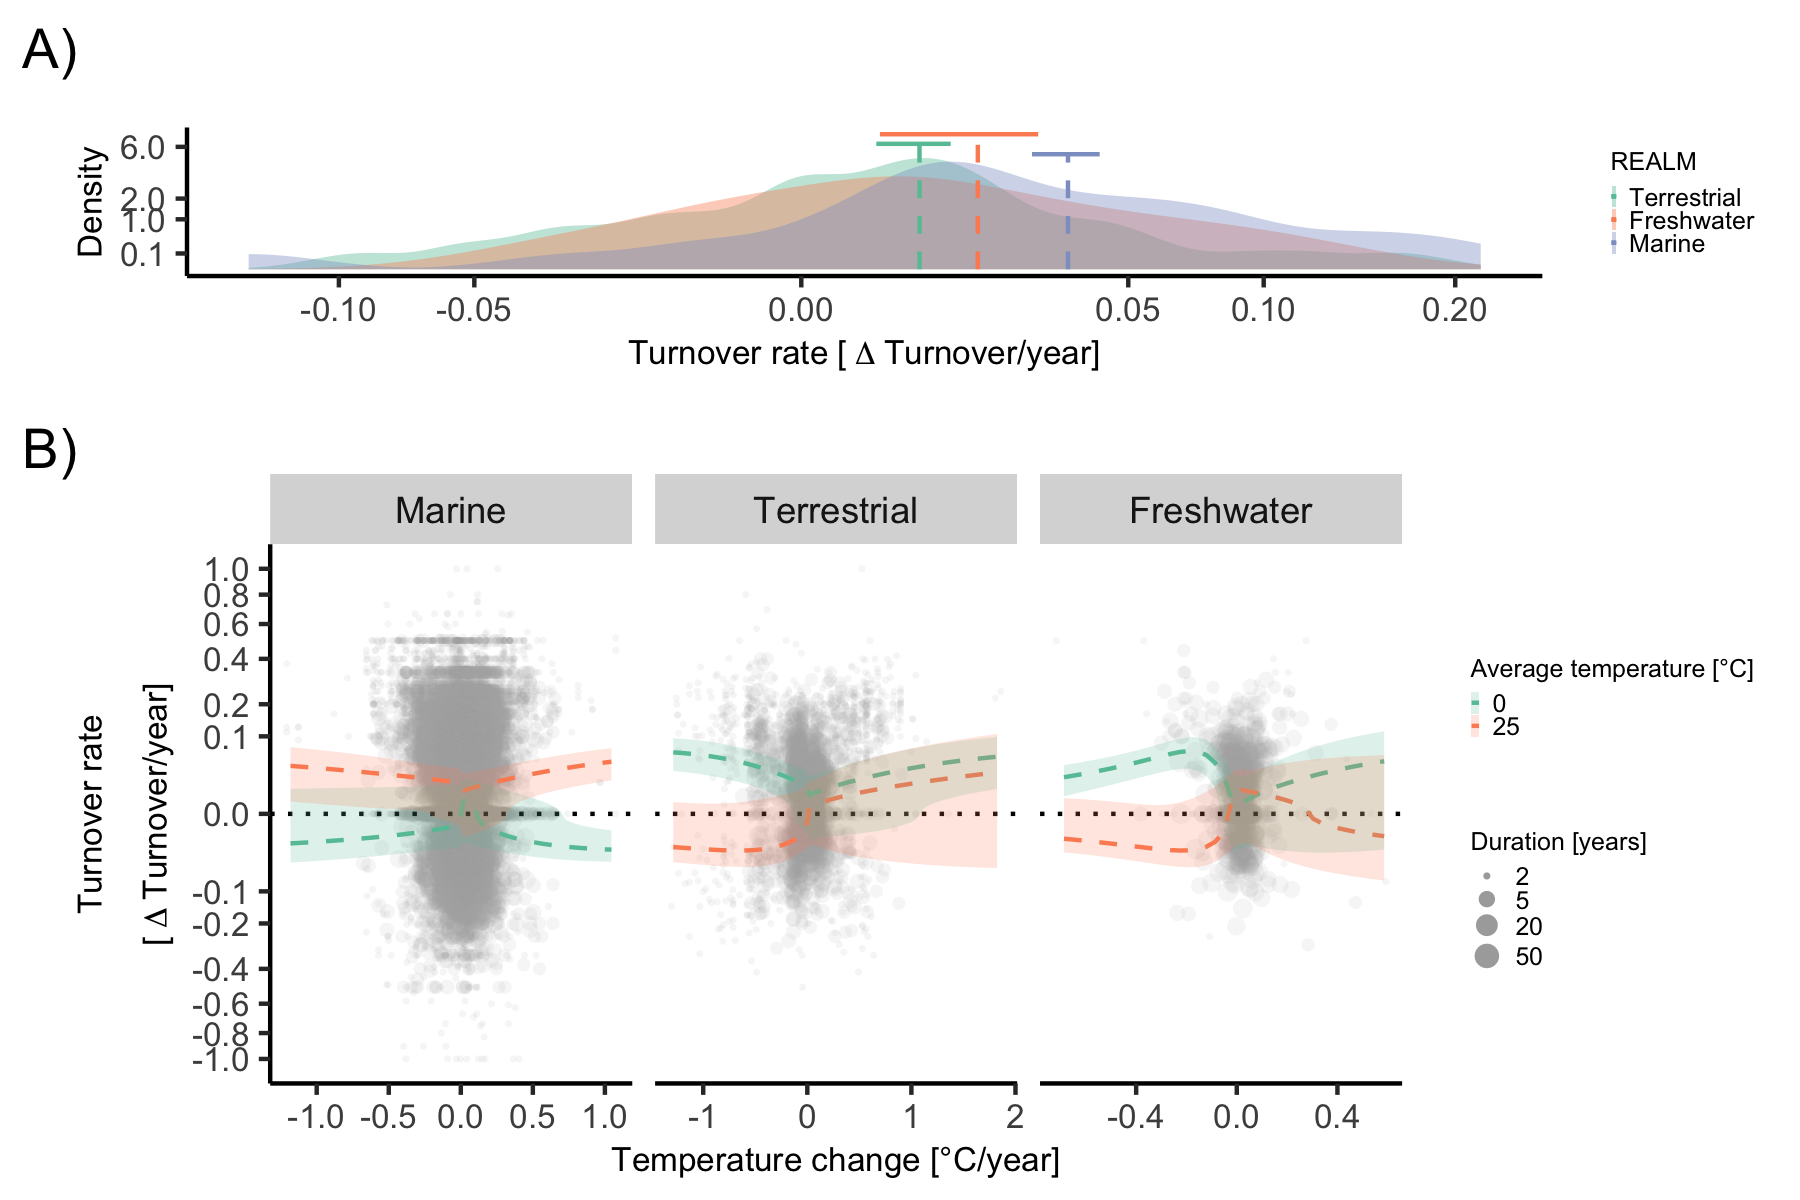 A)
Density
6.0
2.0
1.0
0.1
-0.10 -0.05 0.00 0.05 0.10 0.20
Turnover rate [ Δ Turnover/year]
REALM
Terrestrial
Freshwater
Marine
B)
Marine Terrestrial Freshwater
Turnover rate
[ Δ Turnover/year]
1.0
0.8
0.6
0.4
0.2
0.1
0.0
-0.1
-0.2
-0.4
-0.6
-0.8
-1.0
-1.0 -0.5 0.0 0.5 1.0 -1 0 1 2 -0.4 0.0 0.4
Temperature change [°C/year]
Average temperature [°C]
0
25
Duration [years]
2
5
20
50